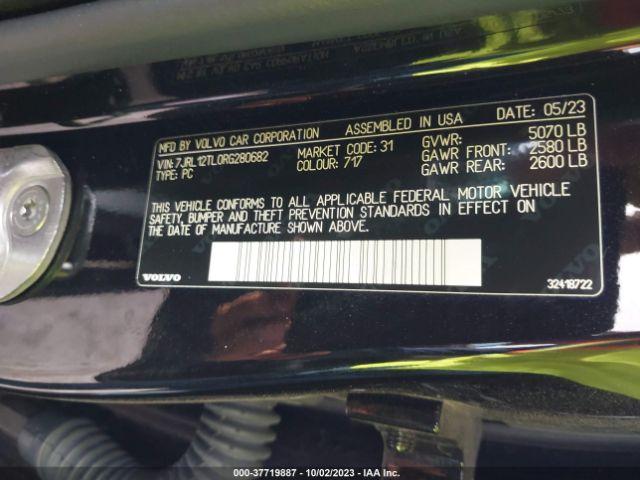 MFD BY VOLVO CAR CORPORATION ASSEMBLED IN USA DATE: 05/23
VIN: 7JRL12TL0RG280682 MARKET CODE: 31 GVWR: 5070 LB
TYPE: PC COLOUR: 717 GAWR FRONT: 2580 LB
GAWR REAR: 2600 LB
THIS VEHICLE CONFORMS TO ALL APPLICABLE FEDERAL MOTOR VEHICLE
SAFETY, BUMPER AND THEFT PREVENTION STANDARDS IN EFFECT ON
THE DATE OF MANUFACTURE SHOWN ABOVE.
VOLVO 32418722
000-37719887 - 10/02/2023 - IAA Inc.